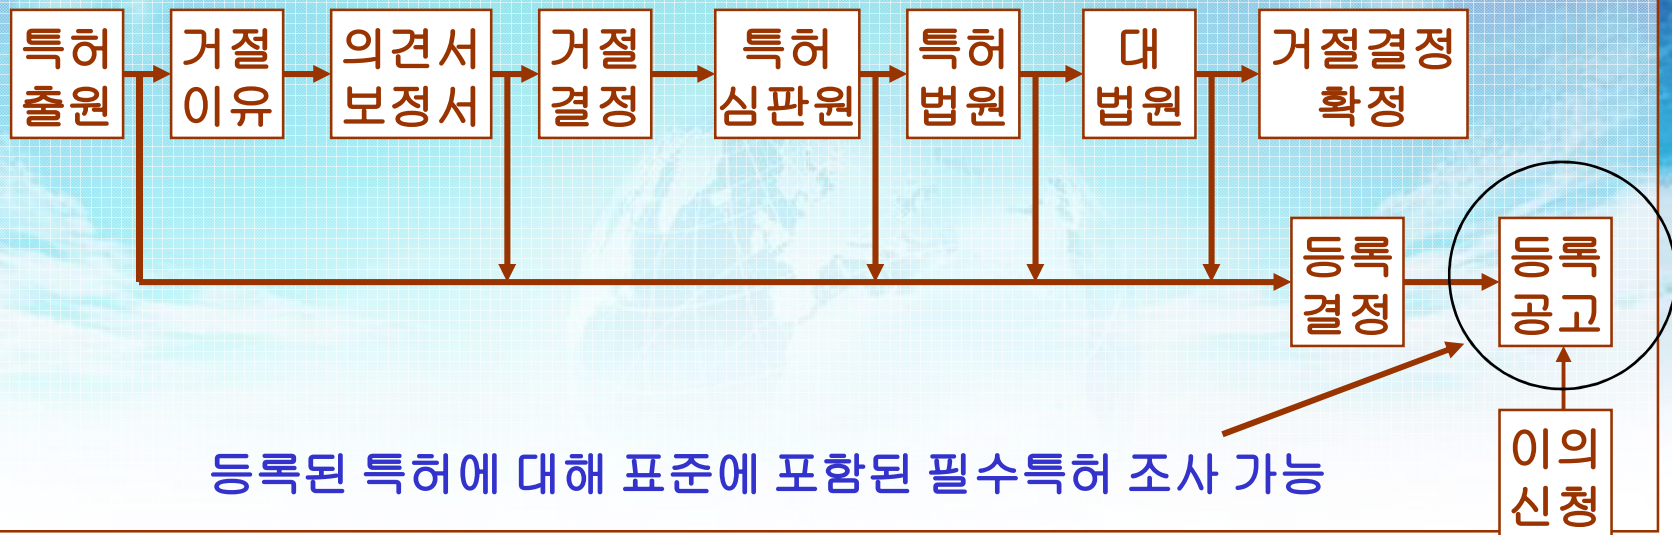 특허
출원
거절
이유
의견서
보정서
거절
결정
특허
심판원
특허
법원
대
법원
거절결정
확정
등록
결정
등록
공고
이의
신청
등록된 특허에 대해 표준에 포함된 필수특허 조사 가능